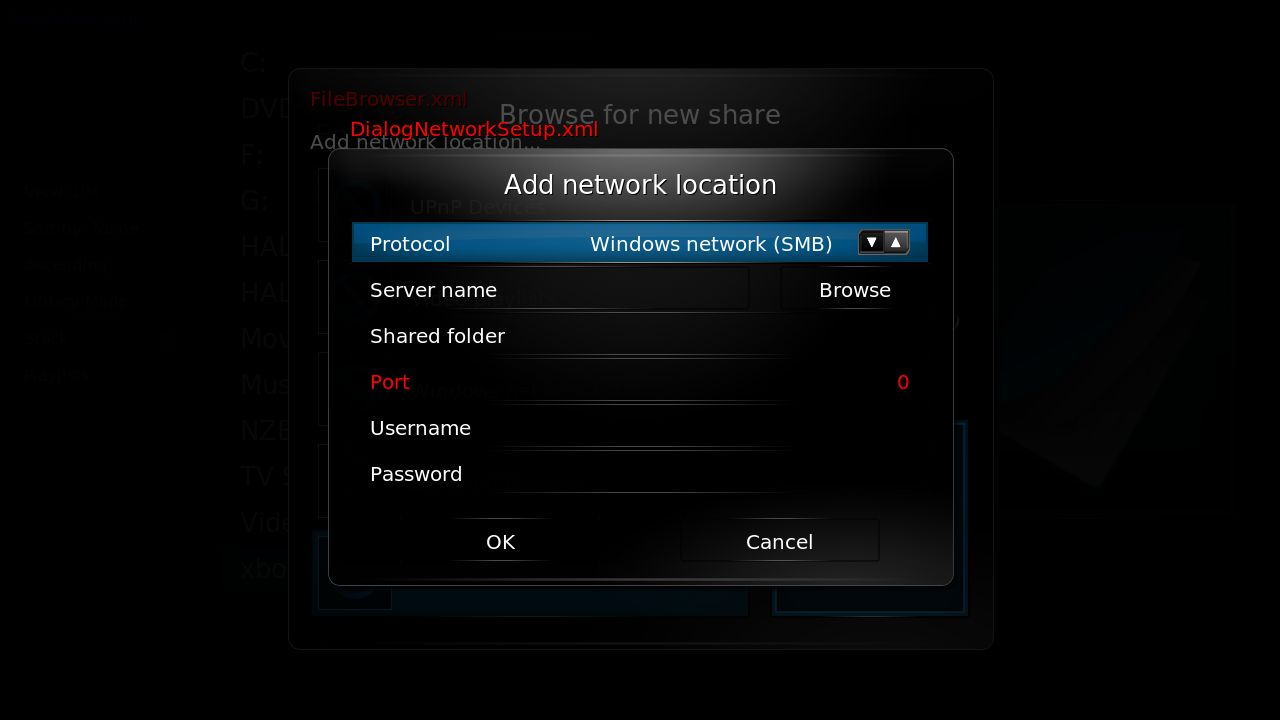 C:
DVD
F:
G:
HAL
HAL
Mov
Mus
NZB
TV S
Vide
xbo
FileBrowser.xml
Browse for new share
Add network location...
UPnP Devices
DialogNetworkSetup.xml
Add network location
Protocol Windows network (SMB)
Server name Browse
Shared folder
Port 0
Username
Password
OK Cancel